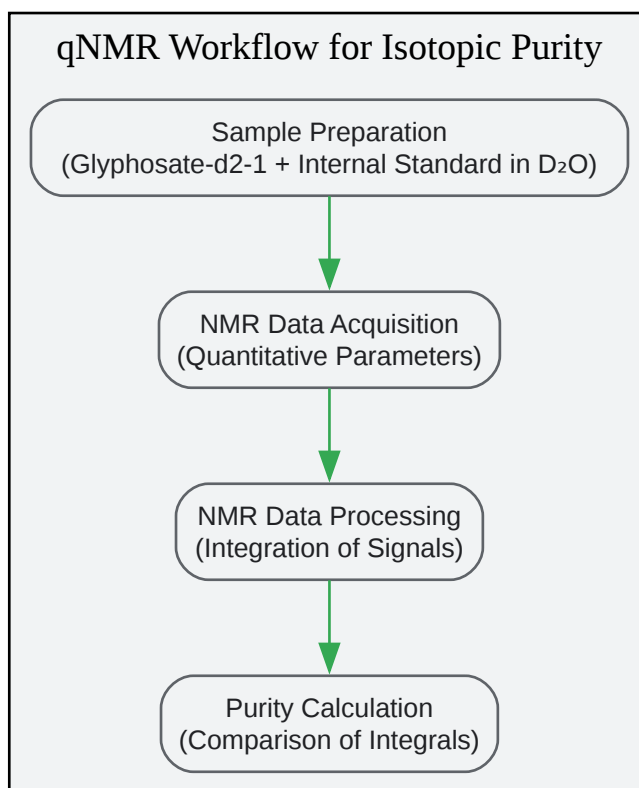 qNMR Workflow for Isotopic Purity
Sample Preparation
(Glyphosate-d2-1 + Internal Standard in D₂O)
NMR Data Acquisition
(Quantitative Parameters)
NMR Data Processing
(Integration of Signals)
Purity Calculation
(Comparison of Integrals)